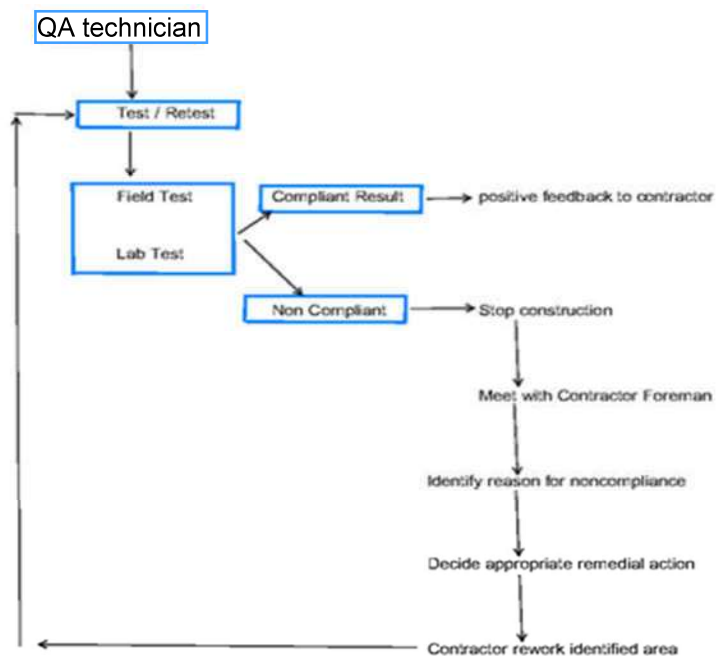 QA technician
Test / Retest
Field Test
Compliant Result
positive feedback to contractor
Lab Test
Non Compliant
Stop construction
Meet with Contractor Foreman
Identify reason for noncompliance
Decide appropriate remedial action
Contractor rework identified area